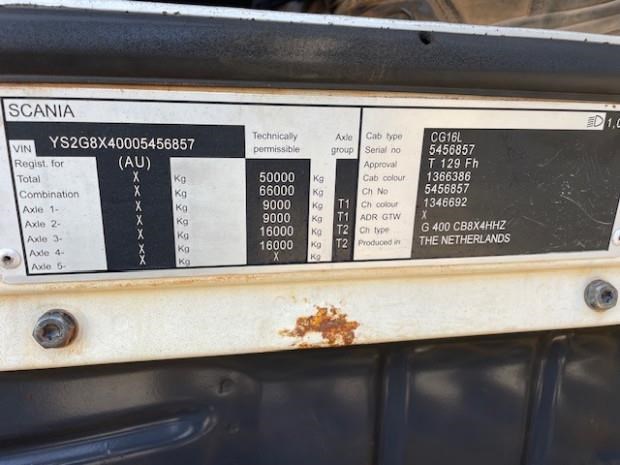 SCANIA
1,0
VIN YS2G8X40005456857
Regist. for (AU)
Technically permissible
Axle group
Total X Kg 50000 Kg
Combination X Kg 66000 Kg
Axle 1- X Kg 9000 Kg T1
Axle 2- X Kg 9000 Kg T1
Axle 3- X Kg 16000 Kg T2
Axle 4- X Kg 16000 Kg T2
Axle 5- X Kg X Kg
Cab type CG16L
Serial no 5456857
Approval T 129 Fh
Cab colour 1366386
Ch No 5456857
Ch colour 1346692
ADR GTW X
Ch type G 400 CB8X4HHZ
Produced in THE NETHERLANDS